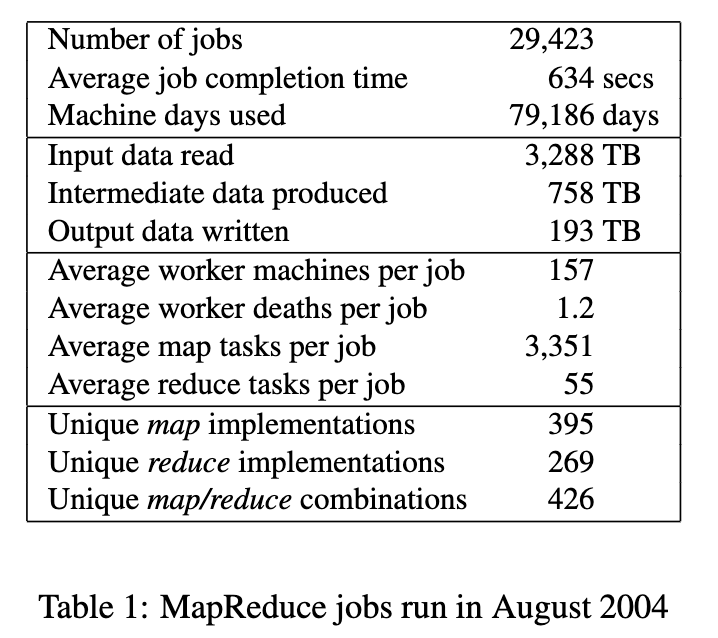 Number of jobs 29,423
Average job completion time 634 secs
Machine days used 79,186 days
Input data read 3,288 TB
Intermediate data produced 758 TB
Output data written 193 TB
Average worker machines per job 157
Average worker deaths per job 1.2
Average map tasks per job 3,351
Average reduce tasks per job 55
Unique map implementations 395
Unique reduce implementations 269
Unique map/reduce combinations 426
Table 1: MapReduce jobs run in August 2004